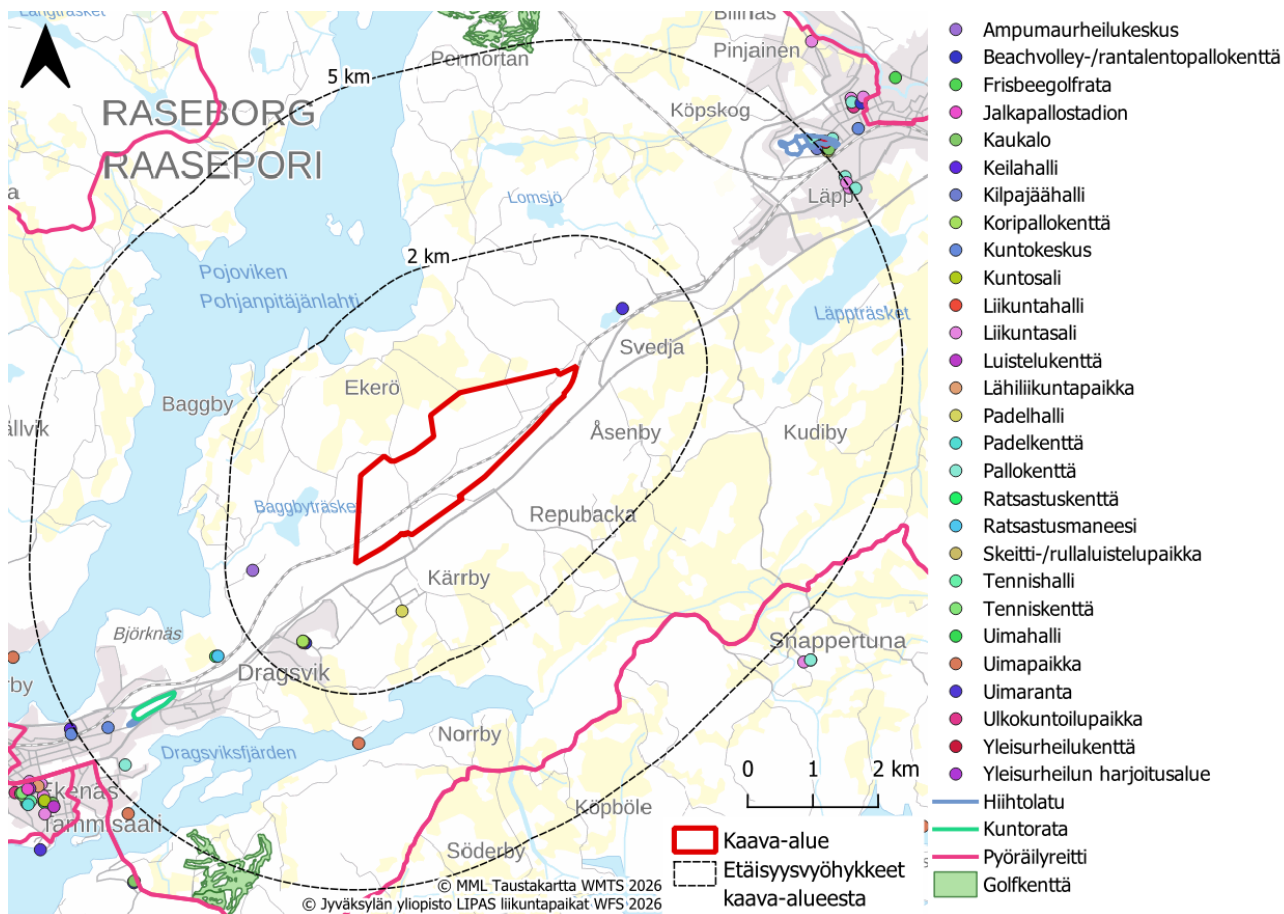 Långträsket
Billnäs
Pinjainen
Permortan
5 km
RASEBORG
RAASEPORI
Köpskog
Läpp
Lomsjö
2 km
Pojoviken
Pohjanpitäjänlahti
Läppträsket
Svedja
Ekerö
Baggby
ällvik
Åsenby
Kudiby
Baggbyträske
Repubacka
Kärrby
Björknäs
Snappertuna
Dragsvik
rby
Norrby
Dragsviksfjärden
Ekenäs
Tammisaari
Köpböle
Söderby
0 1 2 km
Kaava-alue
Etäisyysvyöhykkeet
kaava-alueesta
© MML Taustakartta WMTS 2026
© Jyväskylän yliopisto LIPAS liikuntapaikat WFS 2026
Ampumaurheilukeskus
Beachvolley-/rantalentopallokenttä
Frisbeegolfrata
Jalkapallostadion
Kaukalo
Keilahalli
Kilpajäähalli
Koripallokenttä
Kuntokeskus
Kuntosali
Liikuntahalli
Liikuntasali
Luistelukenttä
Lähiliikuntapaikka
Padelhalli
Padelkenttä
Pallokenttä
Ratsastuskenttä
Ratsastusmaneesi
Skeitti-/rullaluistelupaikka
Tennishalli
Tenniskenttä
Uimahalli
Uimapaikka
Uimaranta
Ulkokuntoilupaikka
Yleisurheilukenttä
Yleisurheilun harjoitusalue
Hiihtolatu
Kuntorata
Pyöräilyreitti
Golfkenttä